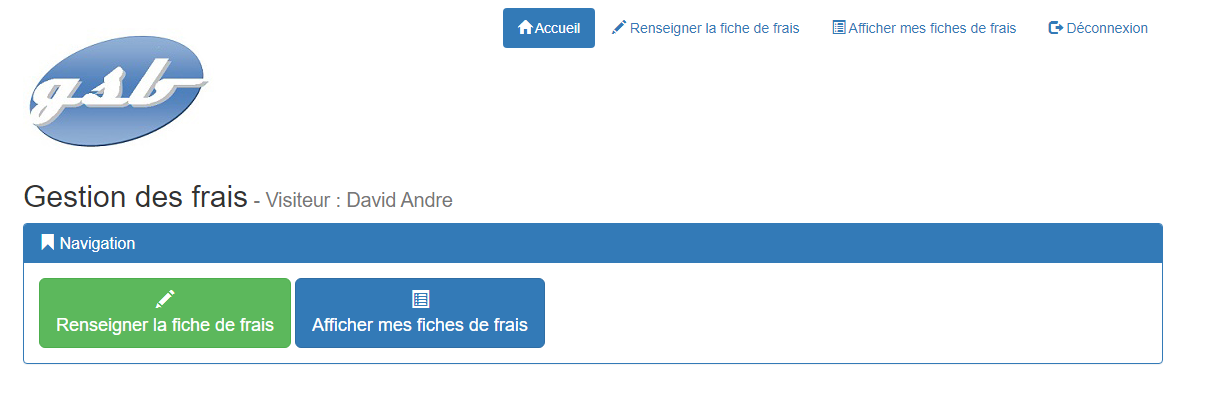 Accueil Renseigner la fiche de frais Afficher mes fiches de frais Déconnexion
gsb
Gestion des frais - Visiteur : David Andre
Navigation
Renseigner la fiche de frais Afficher mes fiches de frais